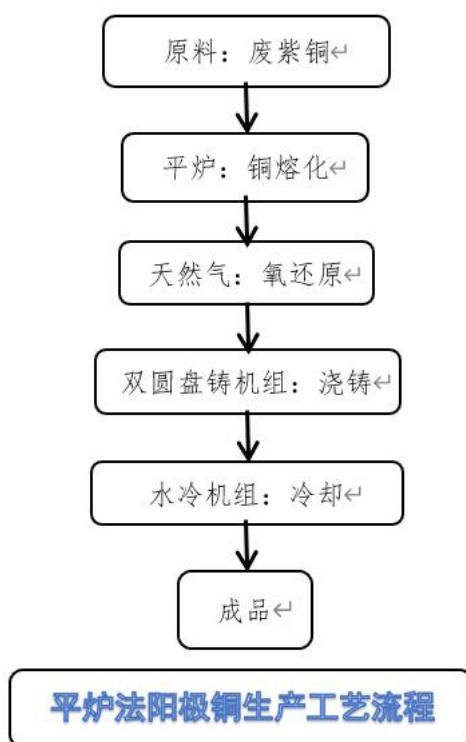 原料：废紫铜↵
平炉：铜熔化↵
天然气：氧还原↵
双圆盘铸机组：浇铸↵
水冷机组：冷却↵
成品↵
平炉法阳极铜生产工艺流程